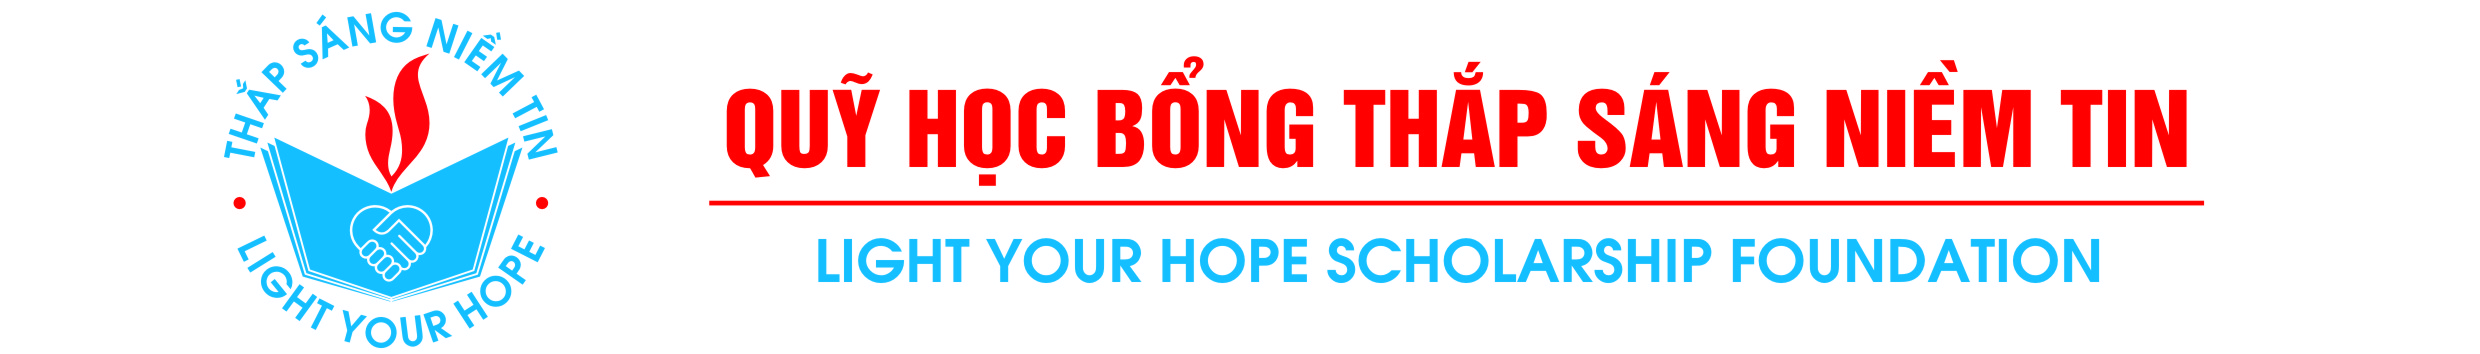 THẮP SÁNG NIỀM TIN
LIGHT YOUR HOPE
QUỸ HỌC BỔNG THẮP SÁNG NIỀM TIN
LIGHT YOUR HOPE SCHOLARSHIP FOUNDATION